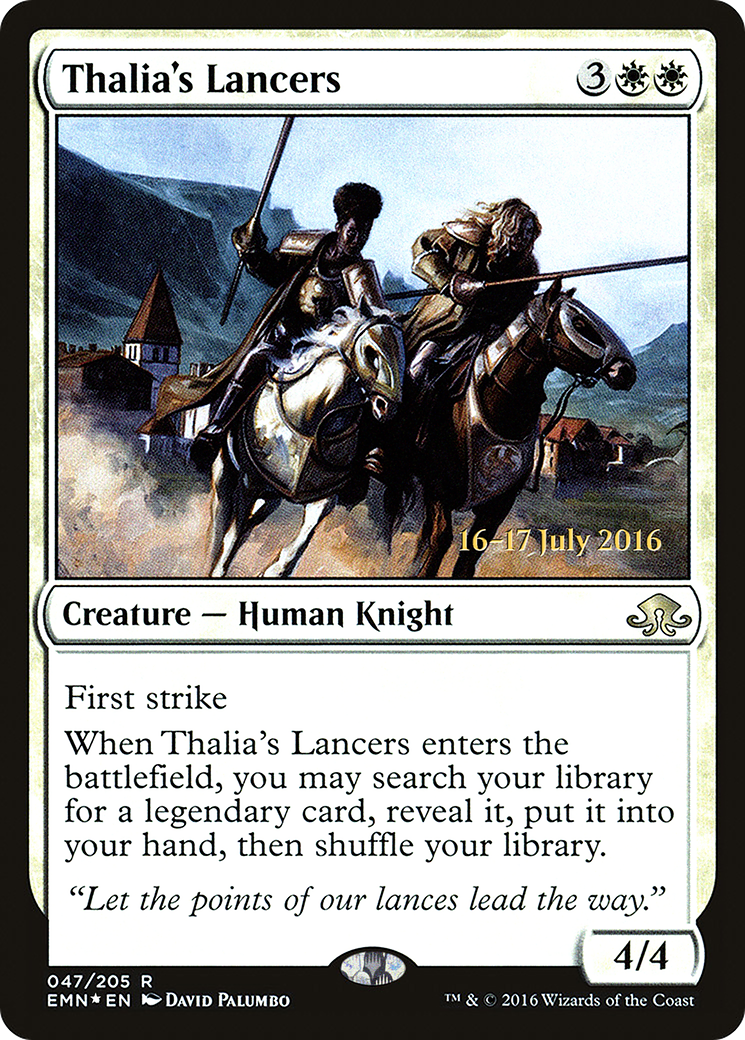 Thalia's Lancers 3
16–17 July 2016
Creature — Human Knight
First strike
When Thalia's Lancers enters the
battlefield, you may search your library
for a legendary card, reveal it, put it into
your hand, then shuffle your library.
“Let the points of our lances lead the way.”
4/4
047/205 R
EMN★EN David Palumbo
™ & © 2016 Wizards of the Coast